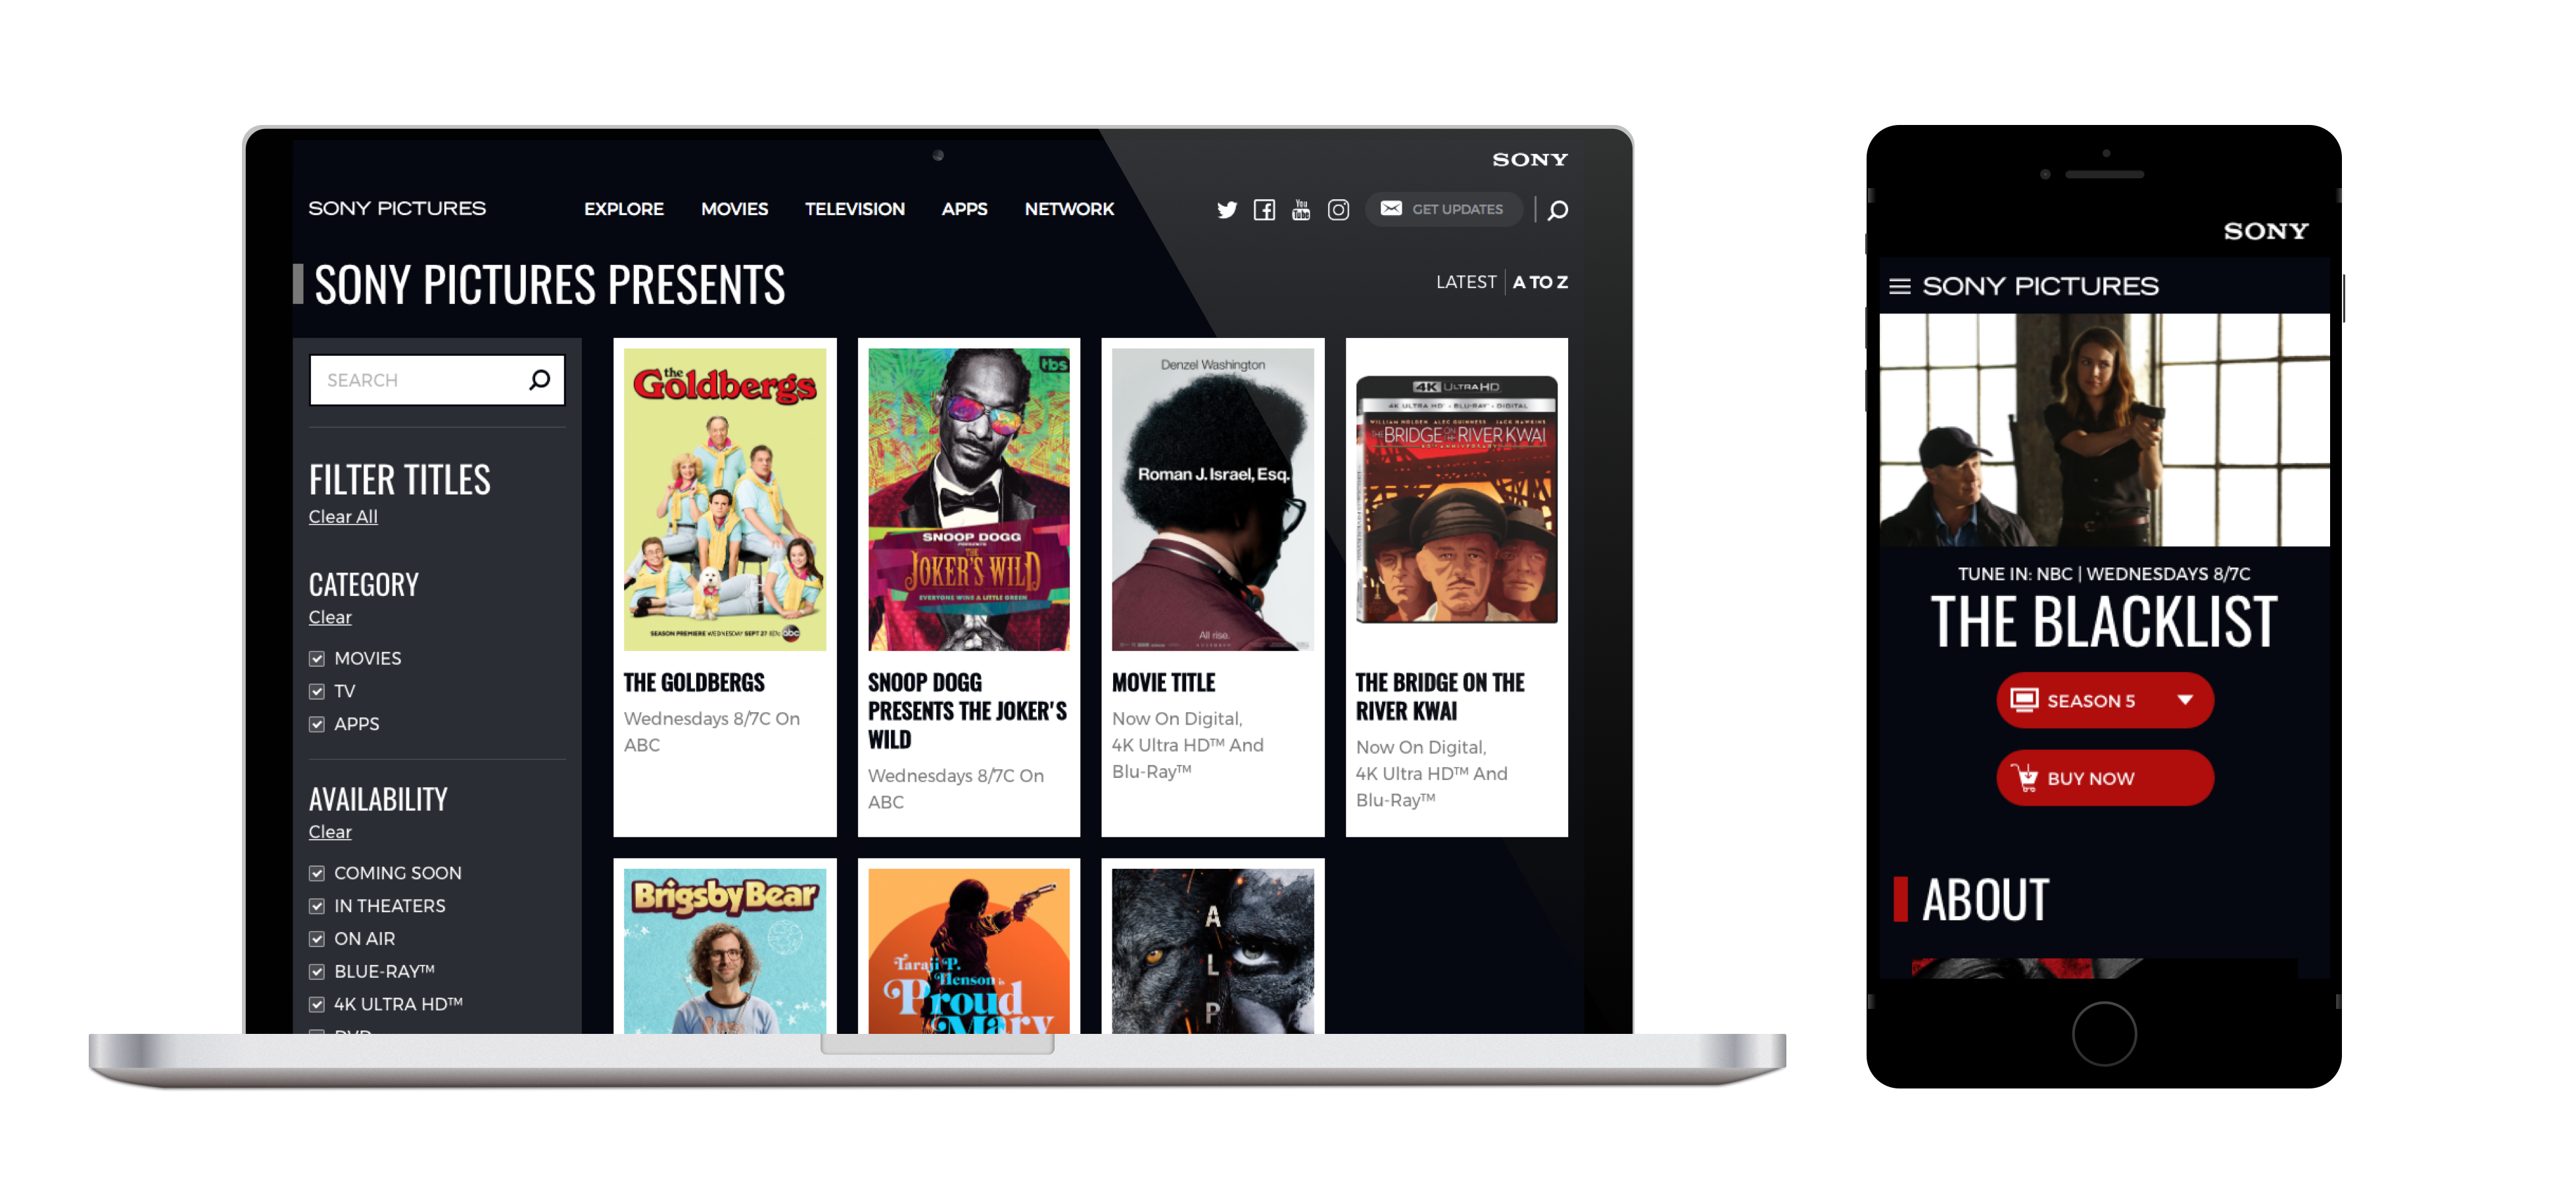 SONY
SONY PICTURES
EXPLORE
MOVIES
TELEVISION
APPS
NETWORK
You
Tube
GET UPDATES
SONY PICTURES PRESENTS
LATEST
A TO Z
SEARCH
FILTER TITLES
Clear All
CATEGORY
Clear
MOVIES
TV
APPS
AVAILABILITY
Clear
COMING SOON
IN THEATERS
ON AIR
BLUE-RAY™
4K ULTRA HD™
DVD
the
Goldbergs
SEASON PREMIERE WEDNESDAY SEPT 27 8|7c abc
THE GOLDBERGS
Wednesdays 8/7C On
ABC
tbs
SNOOP DOGG
PRESENTS
THE
JOKER'S WILD
EVERYONE WINS A LITTLE GREEN
SNOOP DOGG
PRESENTS THE JOKER'S
WILD
Wednesdays 8/7C On
ABC
Denzel Washington
Roman J. Israel, Esq.
All rise.
NOVEMBER
MOVIE TITLE
Now On Digital,
4K Ultra HD™ And
Blu-Ray™
4K ULTRA HD
4K ULTRA HD · BLU-RAY · DIGITAL
WILLIAM HOLDEN ALEC GUINNESS JACK HAWKINS
THE BRIDGE ON THE RIVER KWAI
THE BRIDGE ON THE
RIVER KWAI
Now On Digital,
4K Ultra HD™ And
Blu-Ray™
Brigsby Bear
Taraji P.
Henson is
Proud
Mary
A
L
P
SONY
SONY PICTURES
TUNE IN: NBC | WEDNESDAYS 8/7C
THE BLACKLIST
SEASON 5
BUY NOW
ABOUT